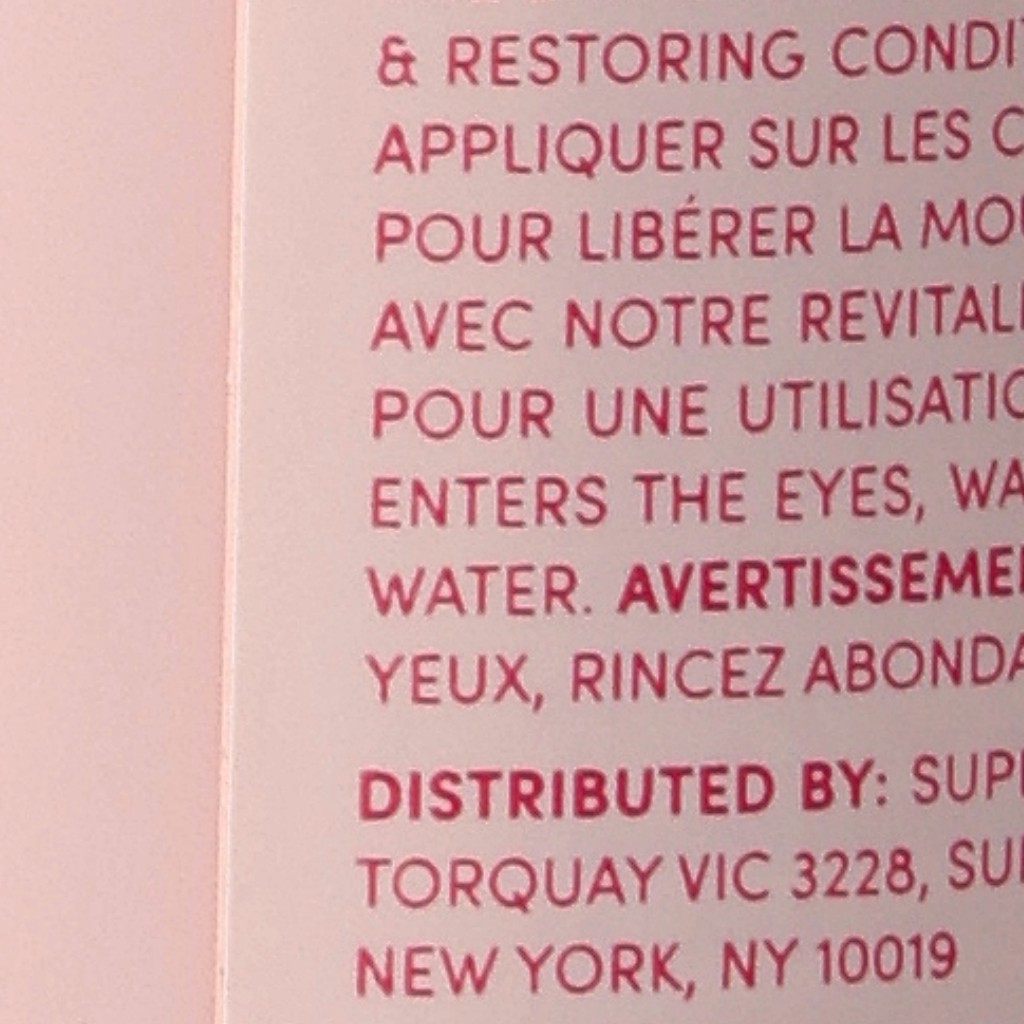 & RESTORING
APPLIQUER SUR LES
POUR LIBÉRER LA
AVEC NOTRE
POUR UNE
ENTERS THE EYES,
WATER.
YEUX, RINCEZ
DISTRIBUTED BY:
TORQUAY VIC 3228,
NEW YORK, NY 10019